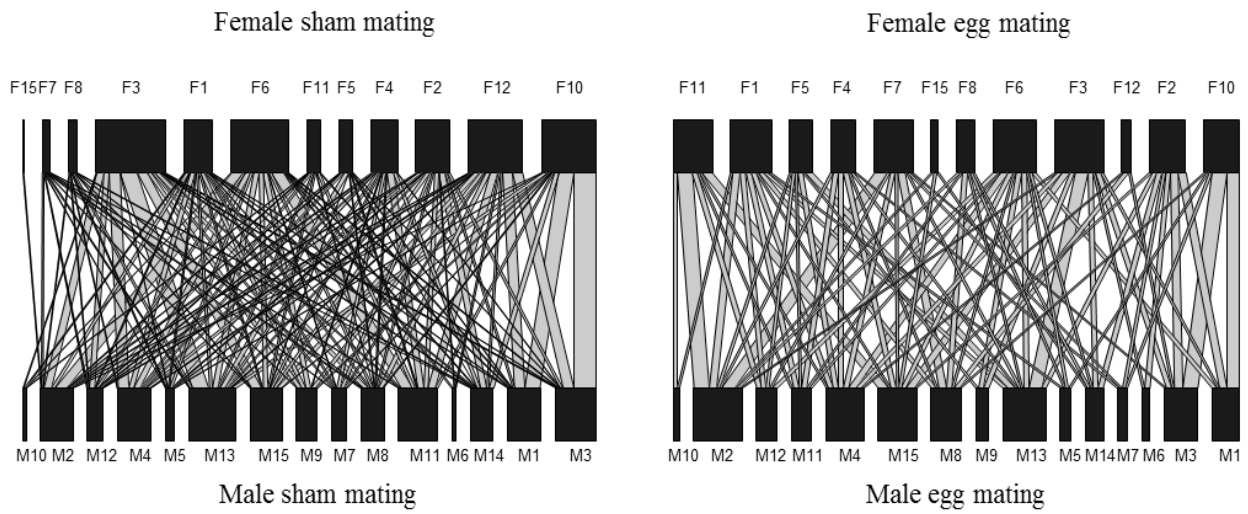 Female sham mating
Female egg mating
F15 F7 F8 F3 F1 F6 F11 F5 F4 F2 F12 F10
F11 F1 F5 F4 F7 F15 F8 F6 F3 F12 F2 F10
M10 M2 M12 M4 M5 M13 M15 M9 M7 M8 M11 M6 M14 M1 M3
M10 M2 M12 M11 M4 M15 M8 M9 M13 M5 M14 M7 M6 M3 M1
Male sham mating
Male egg mating